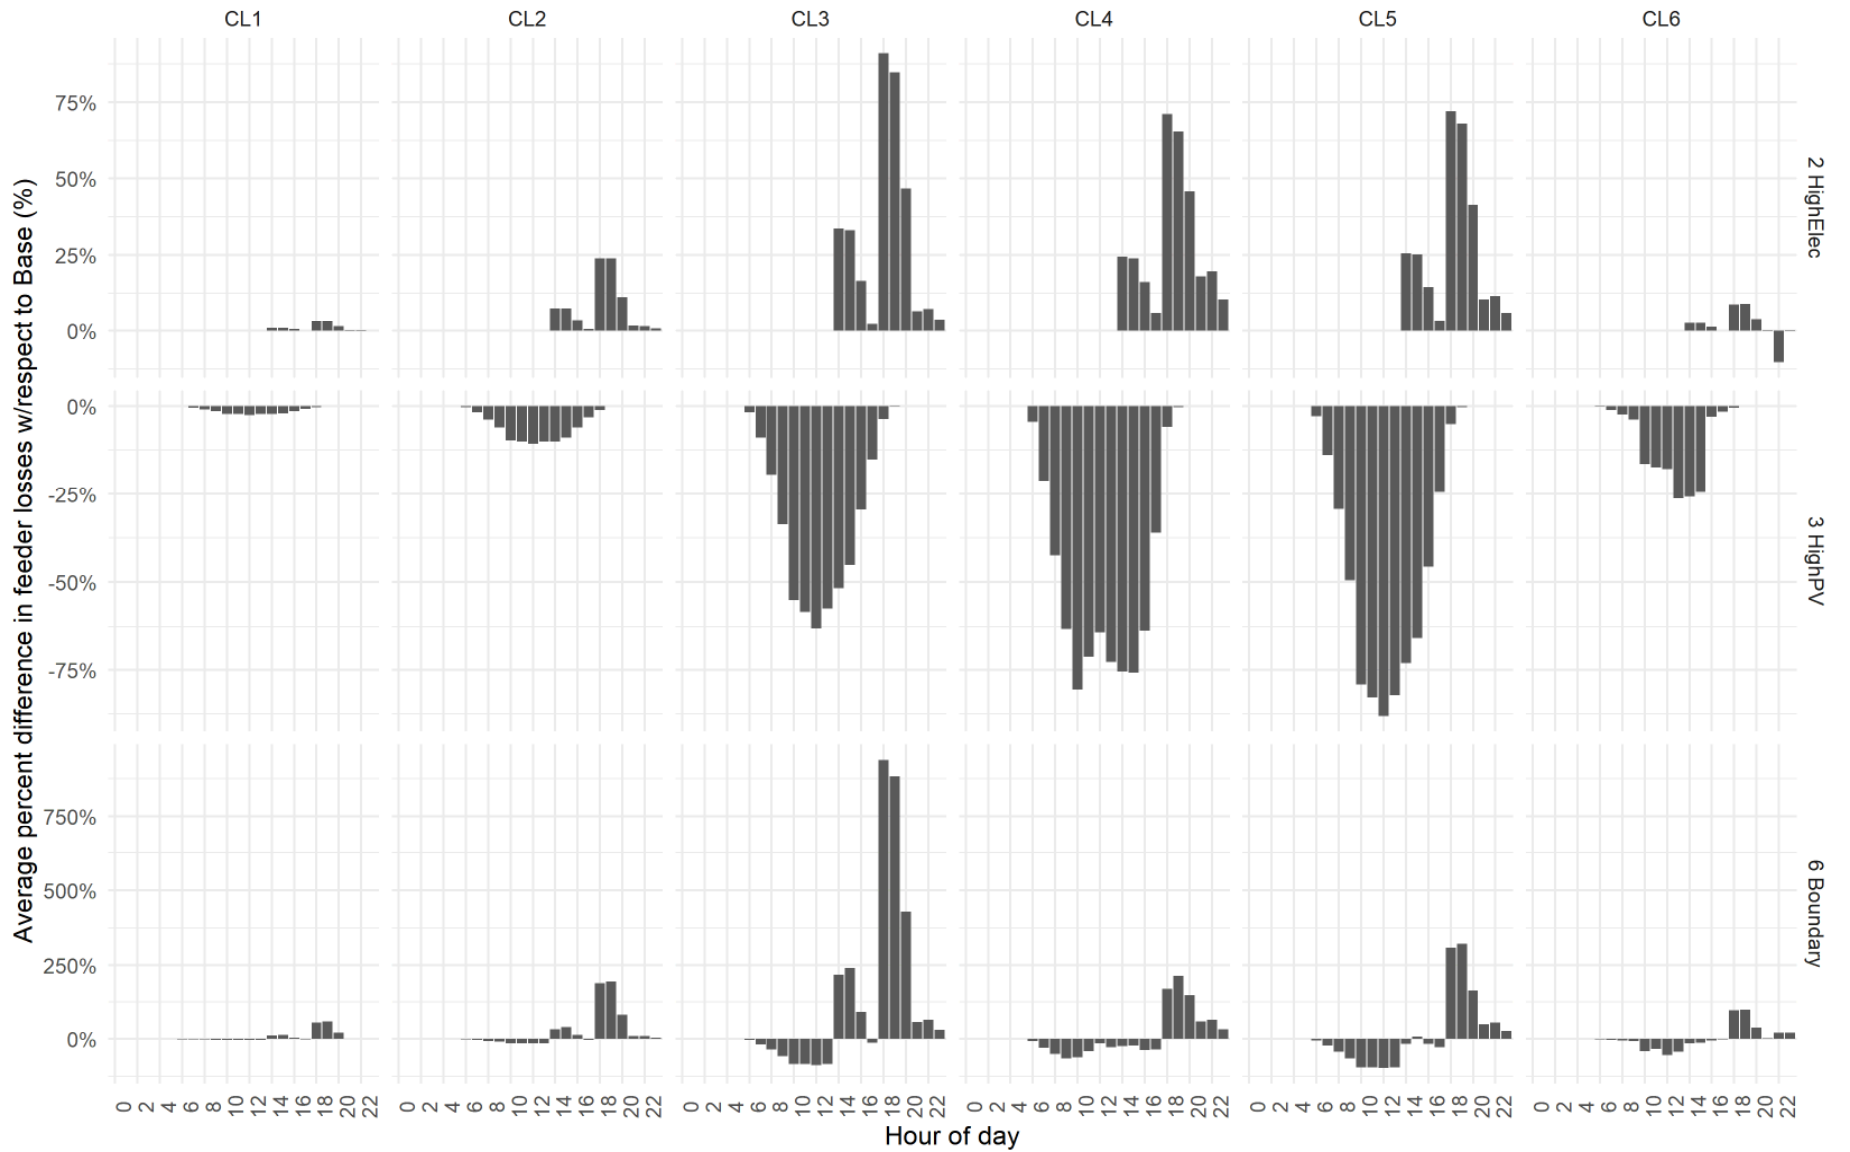 CL1 CL2 CL3 CL4 CL5 CL6
Average percent difference in feeder losses w/respect to Base (%)
75%
50%
25%
0%
2 HighElec
0%
-25%
-50%
-75%
3 HighPV
750%
500%
250%
0%
6 Boundary
0 2 4 6 8 10 12 14 16 18 20 22 0 2 4 6 8 10 12 14 16 18 20 22 0 2 4 6 8 10 12 14 16 18 20 22 0 2 4 6 8 10 12 14 16 18 20 22 0 2 4 6 8 10 12 14 16 18 20 22 0 2 4 6 8 10 12 14 16 18 20 22
Hour of day